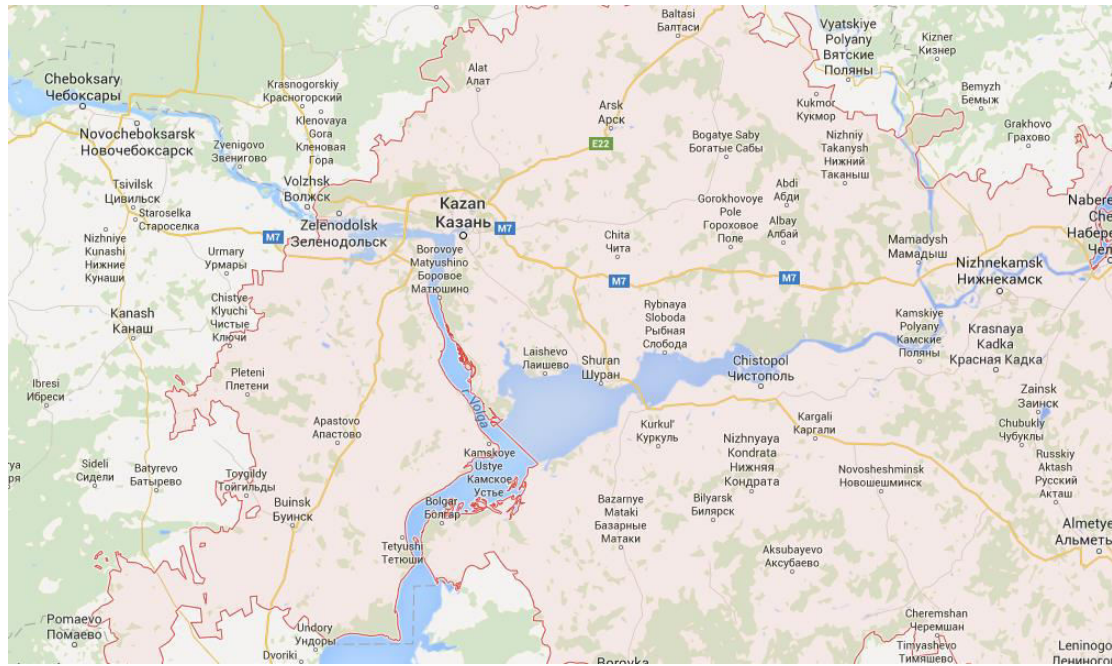 Baltasi
Балтаси
Vyatskiye
Polyany
Вятские
Поляны
Kizner
Кизнер
Cheboksary
Чебоксары
Alat
Алат
Krasnogorskiy
Красногорский
Bemyzh
Бемыж
Arsk
Арск
Kukmor
Кукмор
Klenovaya
Gora
Кленовая
Гора
Novocheboksarsk
Новочебоксарск
Grakhovo
Грахово
Bogatye Saby
Богатые Сабы
Nizhniy
Takanysh
Нижний
Таканыш
Zvenigovo
Звенигово
E22
Tsivilsk
Цивильск
Volzhsk
Волжск
Abdi
Абди
Gorokhovoye
Pole
Гороховое
Поле
Kazan
Казань
Staroselka
Староселка
Zelenodolsk
Зеленодольск
M7
M7
Albay
Албай
Chita
Чита
Nizhniye
Kunashi
Нижние
Кунаши
Urmary
Урмары
Borovoye
Matyushino
Боровое
Матюшино
Mamadysh
Мамадыш
Nizhnekamsk
Нижнекамск
M7
M7
Chistye
Klyuchi
Чистые
Ключи
Rybnaya
Sloboda
Рыбная
Слобода
Kanash
Канаш
Kamskiye
Polyany
Камские
Поляны
Krasnaya
Kadka
Красная Кадка
Laishevo
Лаишево
Shuran
Шуран
Chistopol
Чистополь
Pleteni
Плетени
Ibresi
Ибреси
Zainsk
Заинск
г. Volga
Apastovo
Апастово
Kurkul'
Куркуль
Kargali
Каргали
Chubukly
Чубуклы
Nizhnyaya
Kondrata
Нижняя
Кондрата
Kamskoye
Ustye
Камское
Устье
Russkiy
Aktash
Русский
Акташ
Sideli
Сидели
Batyrevo
Батырево
Toygildy
Тойгильды
Novosheshminsk
Новошешминск
Buinsk
Буинск
Bolgar
Болгар
Bazarnye
Mataki
Базарные
Матаки
Bilyarsk
Билярск
Almetye
Альметь
Tetyushi
Тетюши
Aksubayevo
Аксубаево
Pomaevo
Помаево
Undory
Ундоры
Cheremshan
Черемшан
Dvoriki
Timyashevo
Тимяшево
Leninogo
Лениногo
Borovka